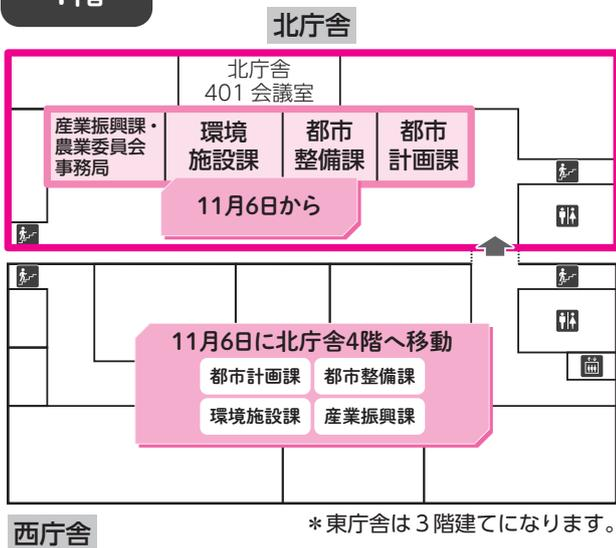 北庁舎
北庁舎
401 会議室
産業振興課・
農業委員会
事務局
環境
施設課
都市
整備課
都市
計画課
11月6日から
11月6日に北庁舎4階へ移動
都市計画課 都市整備課
環境施設課 産業振興課
西庁舎
＊東庁舎は３階建てになります。